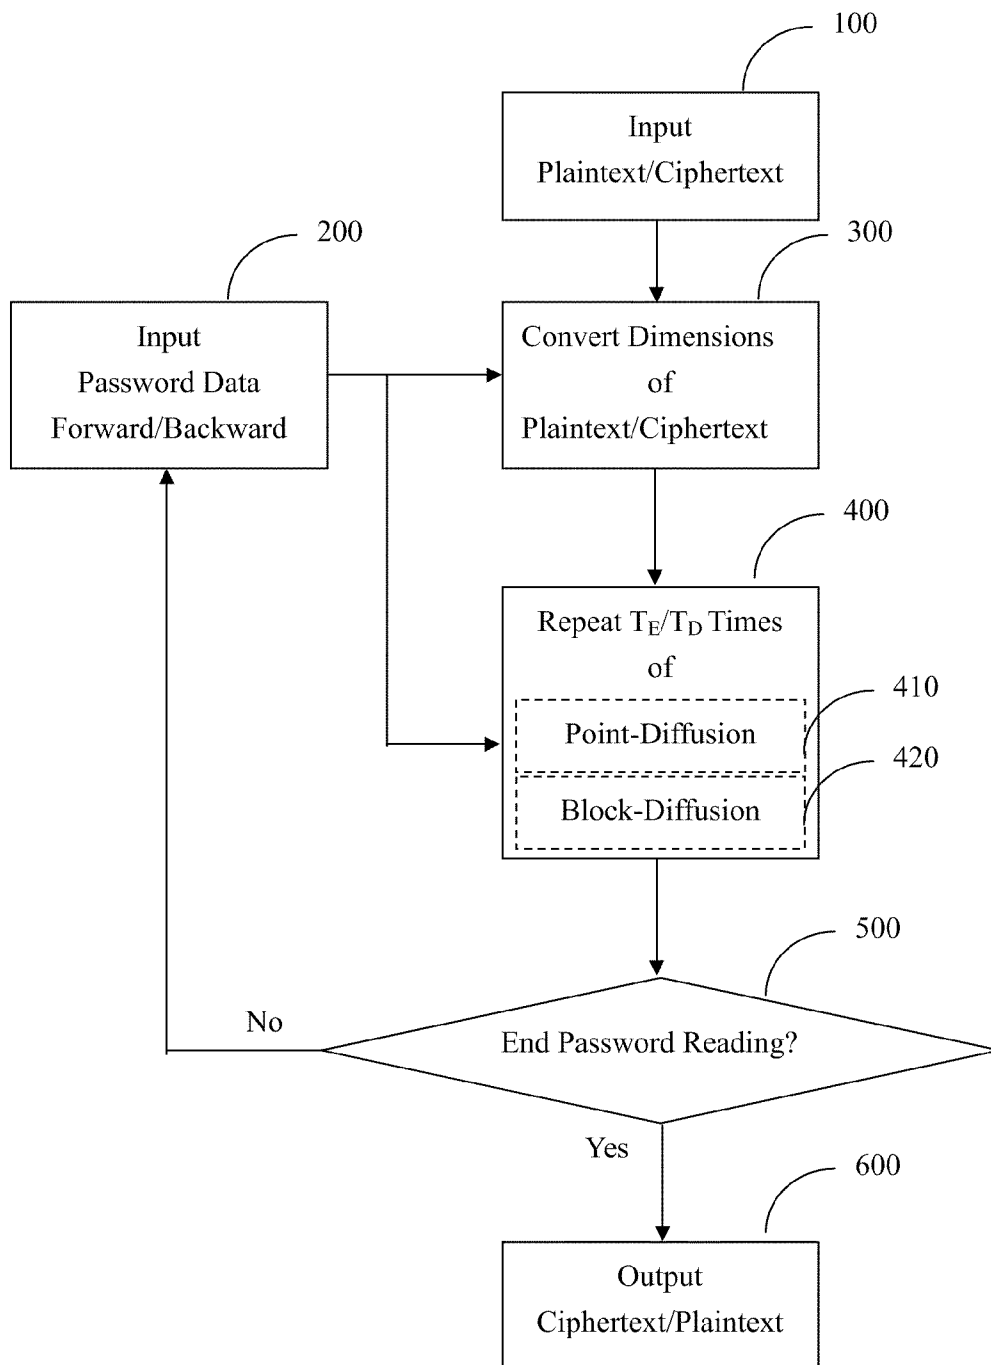 100
Input
Plaintext/Ciphertext
200
Input
Password Data
Forward/Backward
300
Convert Dimensions
of
Plaintext/Ciphertext
400
Repeat TE/TD Times
of
410
Point-Diffusion
420
Block-Diffusion
500
End Password Reading?
No
Yes
600
Output
Ciphertext/Plaintext